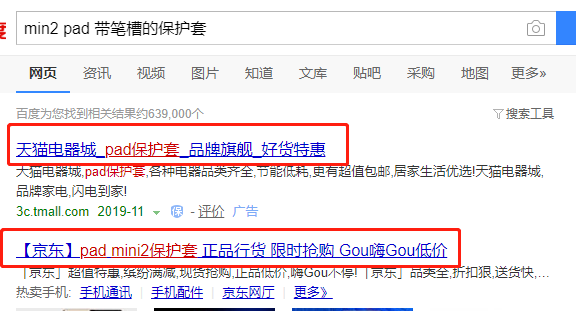 min2 pad 带笔槽的保护套
网页 资讯 视频 图片 知道 文库 贴吧 采购 地图 更多»
百度为您找到相关结果约639,000个 搜索工具
天猫电器城_pad保护套_品牌旗舰_好货特惠
天猫电器城,pad保护套,各种电器品类齐全,节能低耗,更有超值包邮,居家生活优选!天猫电器城,
品牌家电,闪电到家!
3c.tmall.com 2019-11 保 - 评价 广告
【京东】pad mini2保护套 正品行货 限时抢购 Gou嗨Gou低价
「京东」超值特惠,缤纷满减,现货抢购,正品低价,嗨Gou不停!「京东」品类全,折扣狠,送货快,...
热卖手机: 手机通讯 手机配件 京东网厅 更多》